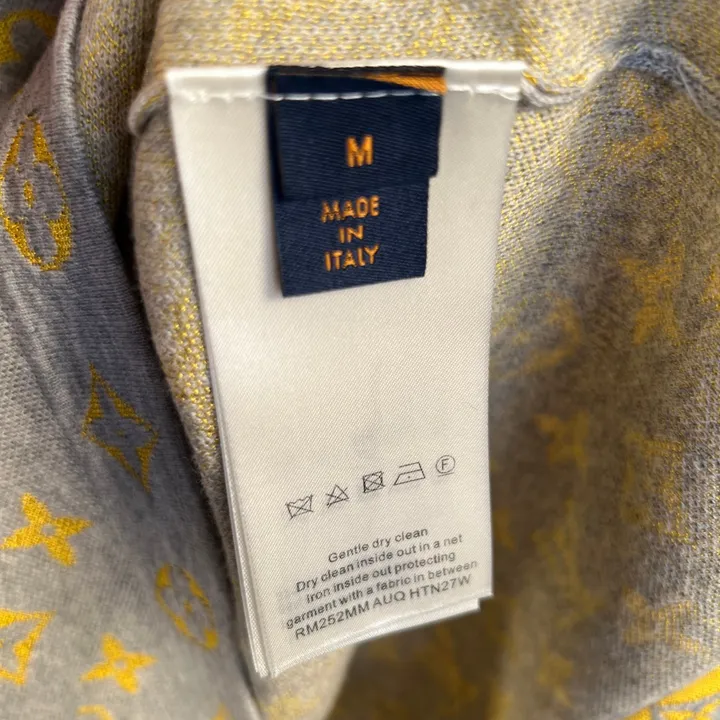 M
MADE
IN
ITALY
F
Gentle dry clean
Dry clean inside out in a net
iron inside out protecting
garment with a fabric in between
RM252MM AUQ HTN27W